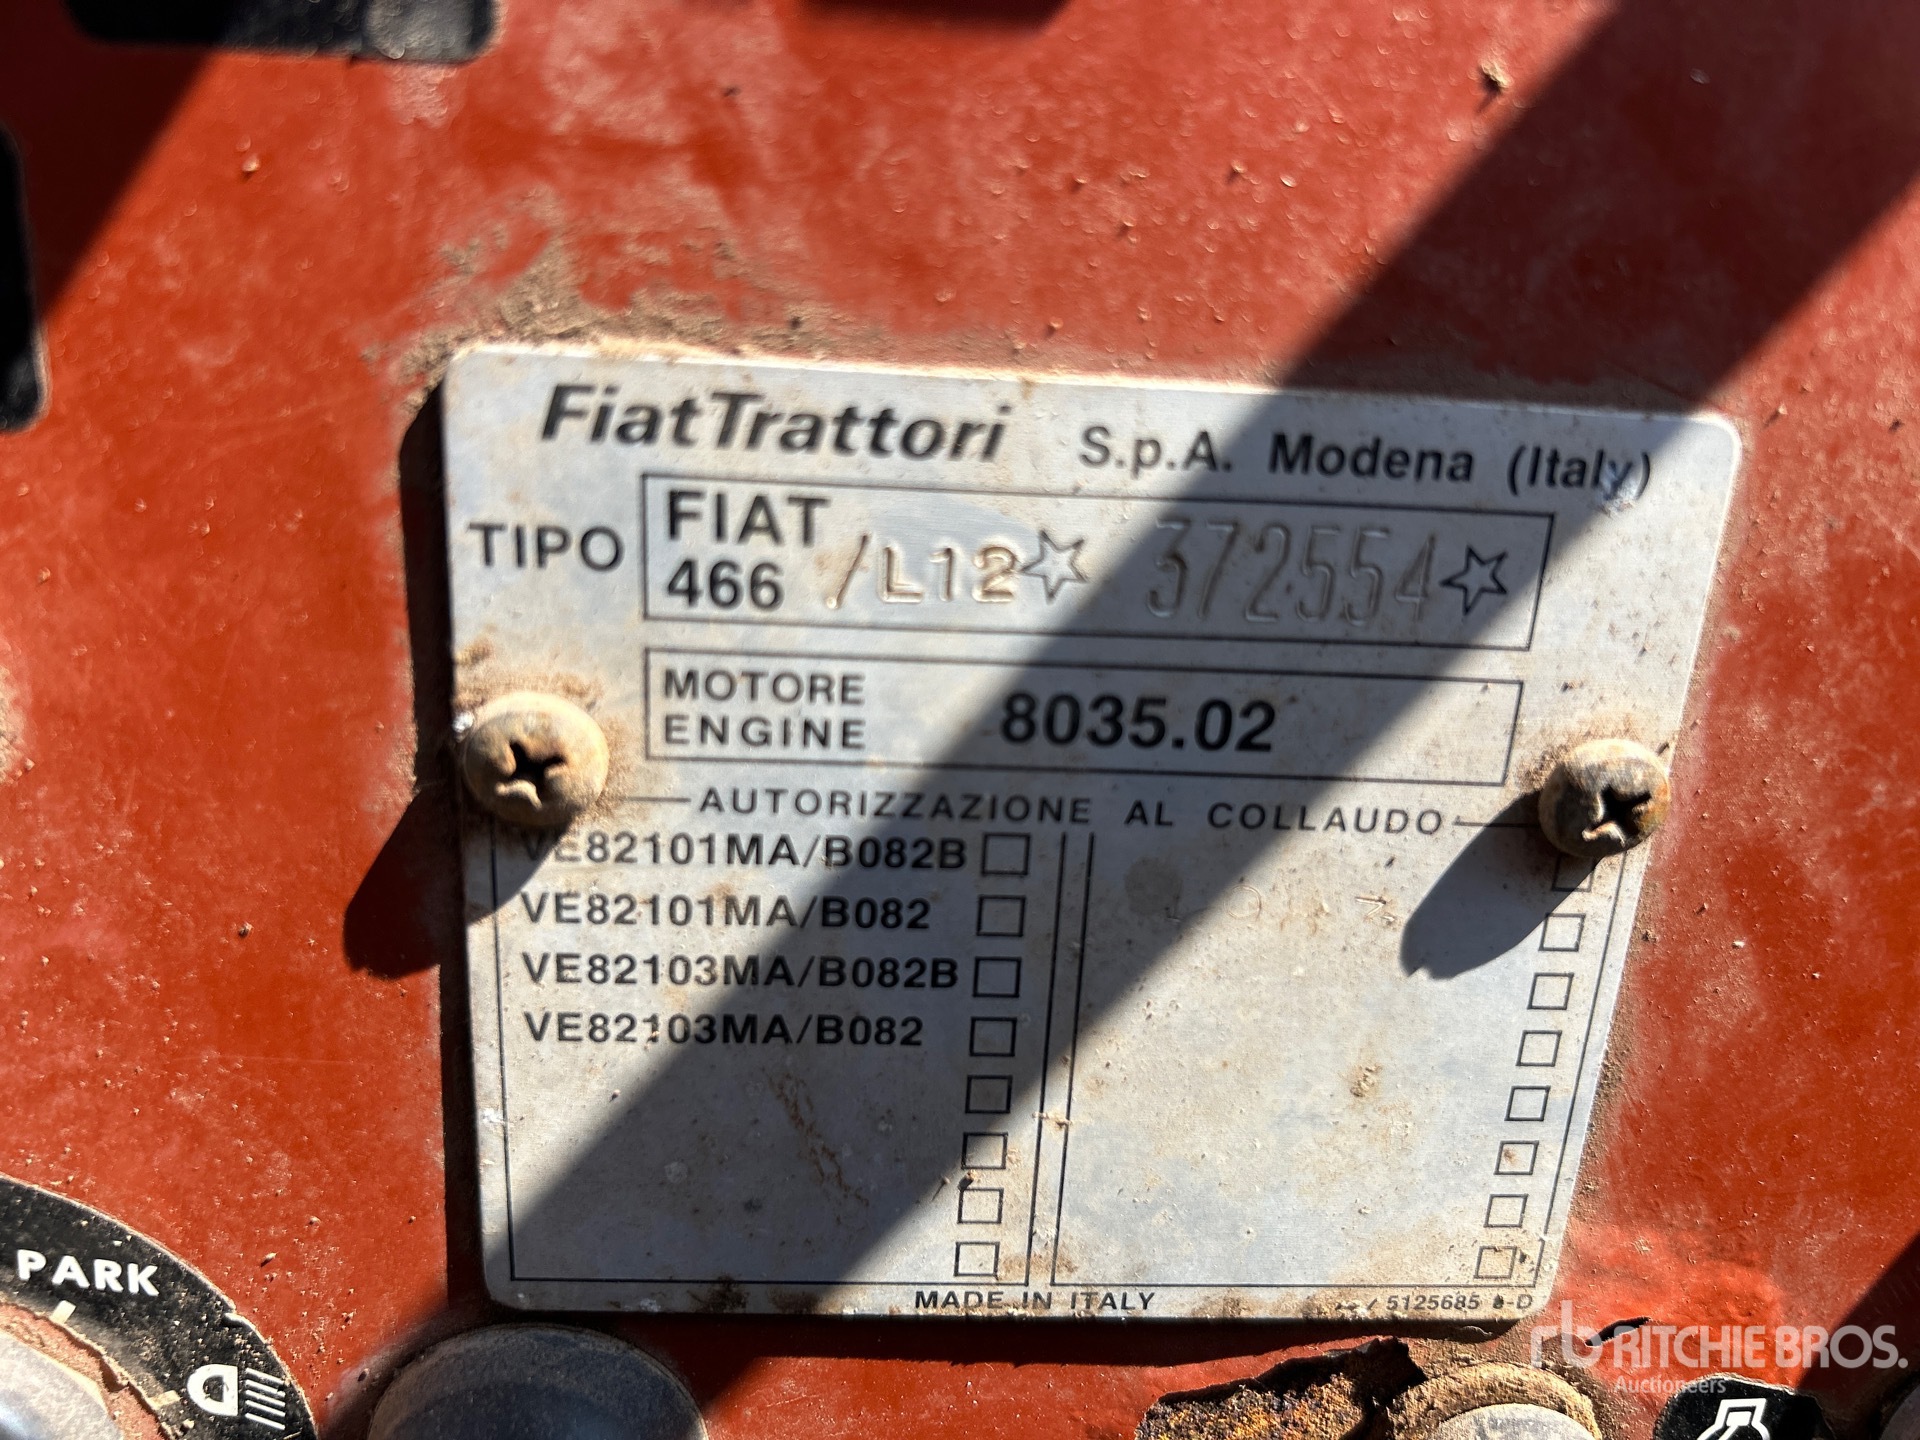 FiatTrattori S.p.A. Modena (Italy)
TIPO FIAT 466 /L12☆ 372554☆
MOTORE ENGINE 8035.02
AUTORIZZAZIONE AL COLLAUDO
VE82101MA/B082B
VE82101MA/B082
VE82103MA/B082B
VE82103MA/B082
MADE IN ITALY 5125685
PARK
rb RITCHIE BROS.
Auctioneers